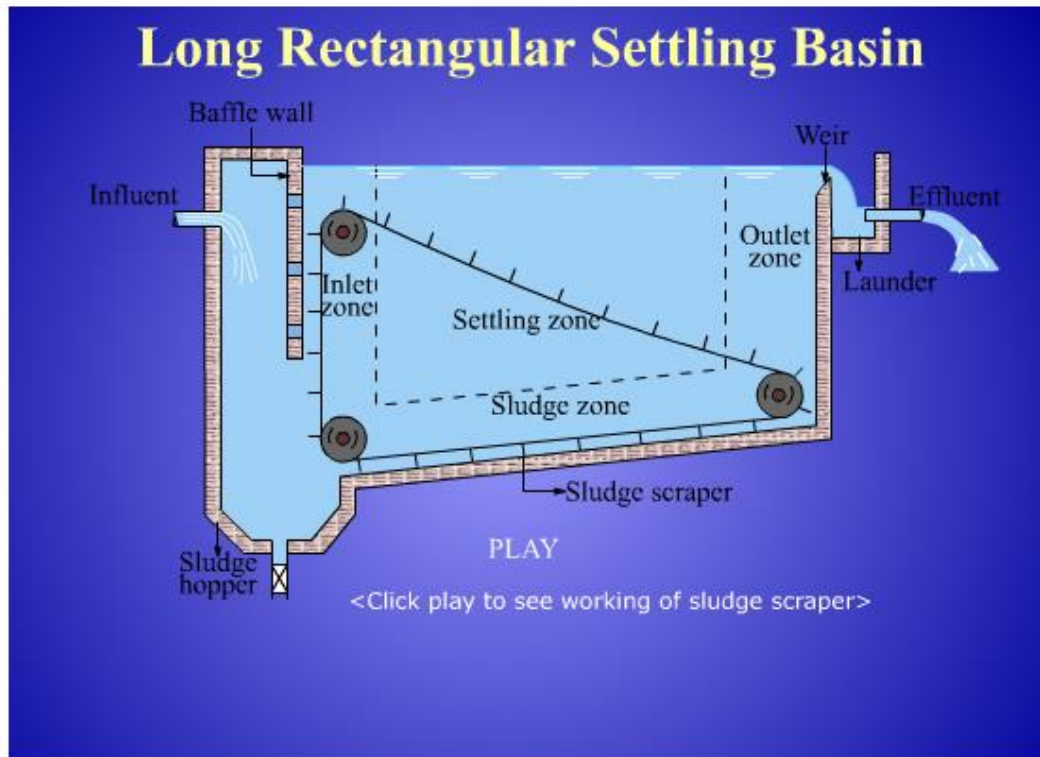 Long Rectangular Settling Basin
Baffle wall
Weir
Influent
Effluent
Outlet
zone
Inlet
zone
Launder
Settling zone
Sludge zone
Sludge scraper
Sludge
hopper
PLAY
<Click play to see working of sludge scraper>